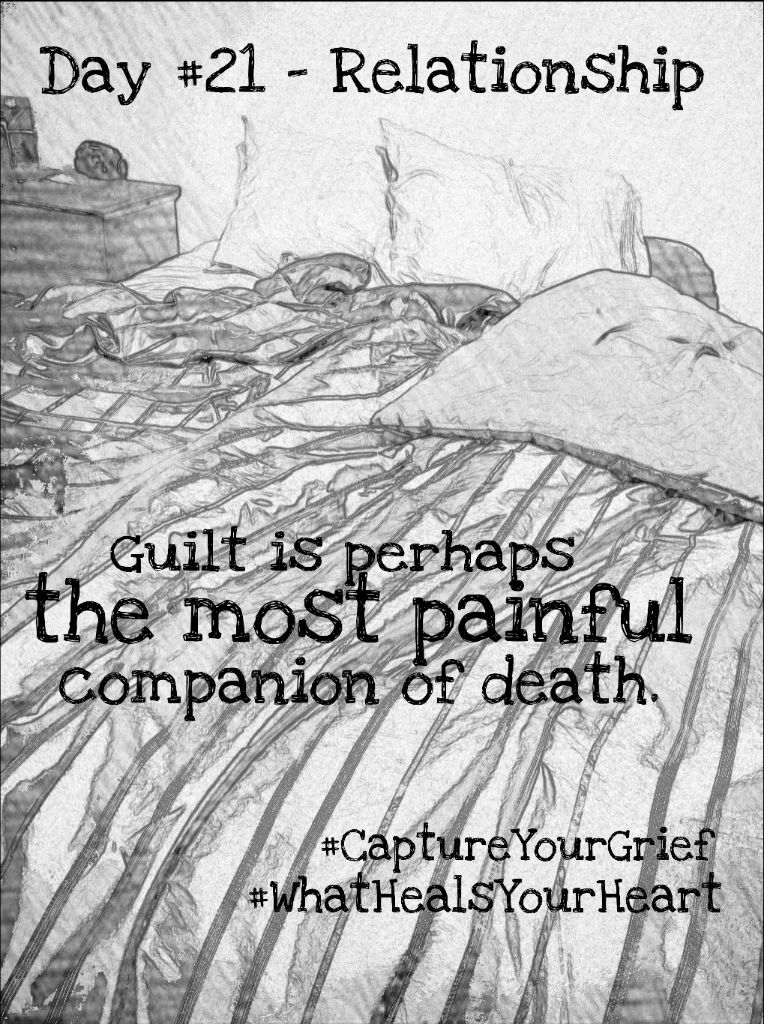 Day #21 - Relationship
Guilt is perhaps
the most painful
companion of death.
#CaptureYourGrief
#WhatHealsYourHeart